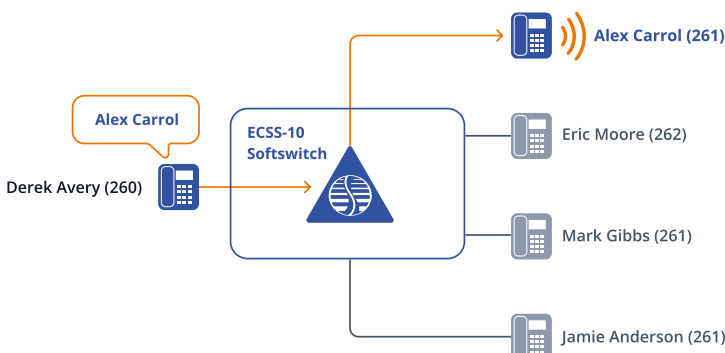 Alex Carrol (261)
Alex Carrol
ECSS-10
Softswitch
Eric Moore (262)
Derek Avery (260)
Mark Gibbs (261)
Jamie Anderson (261)